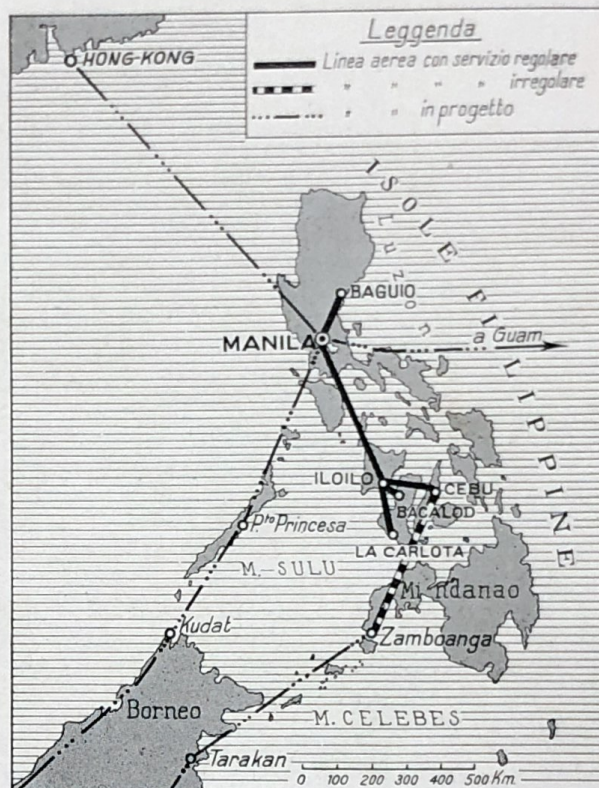 Leggenda
Linea aerea con servizio regolare
" " " " irregolare
" " in progetto
HONG-KONG
ISOLE FILIPPINE
Luzon
BAGUIO
MANILA
a Guam
ILOILO
CEBU
BACALOD
Pto Princesa
LA CARLOTA
M. SULU
Mindanao
Kudat
Zamboanga
Borneo
M. CELEBES
Tarakan
0 100 200 300 400 500 Km.